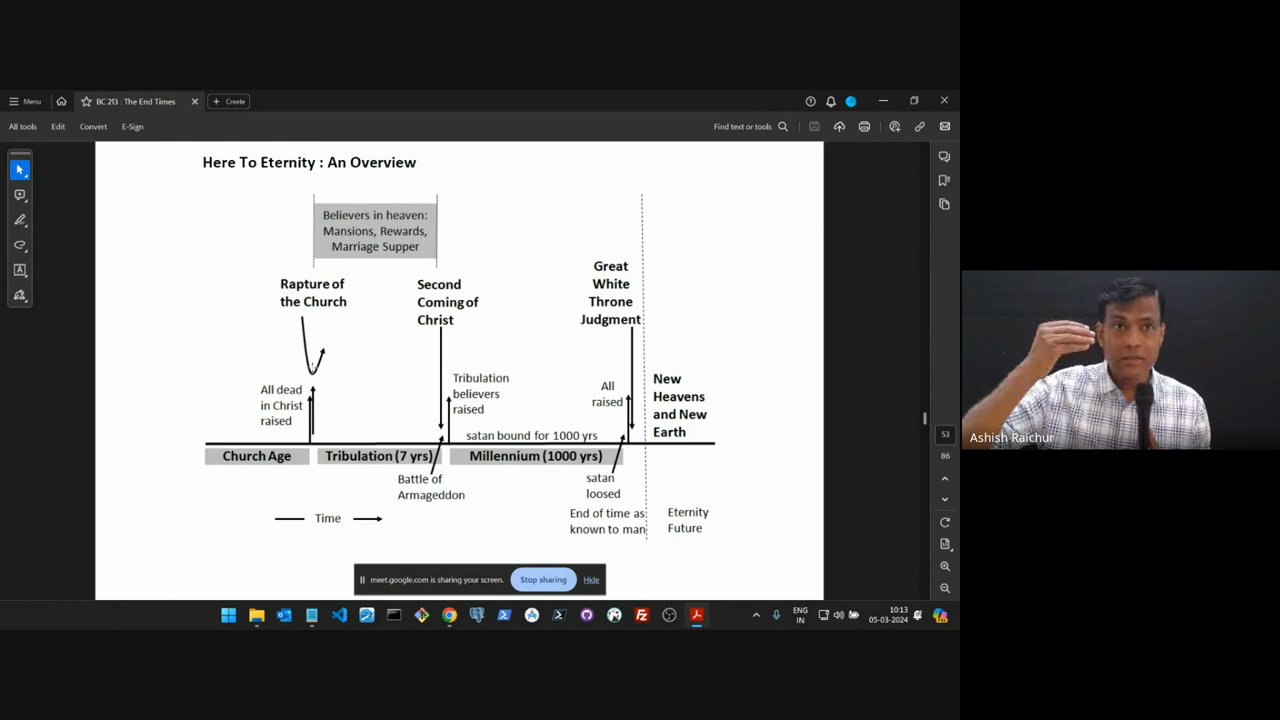 Menu
BC 213 : The End Times
Create
All tools
Edit
Convert
E-Sign
Find text or tools
Here To Eternity : An Overview
Believers in heaven:
Mansions, Rewards,
Marriage Supper
Rapture of
the Church
Second
Coming of
Christ
Great
White
Throne
Judgment
All dead
in Christ
raised
Tribulation
believers
raised
All
raised
New
Heavens
and New
Earth
satan bound for 1000 yrs
Church Age
Tribulation (7 yrs)
Millennium (1000 yrs)
Battle of
Armageddon
satan
loosed
Time
End of time as
known to man
Eternity
Future
53
86
meet.google.com is sharing your screen.
Stop sharing
Hide
ENG
IN
10:13
05-03-2024
Ashish Raichur